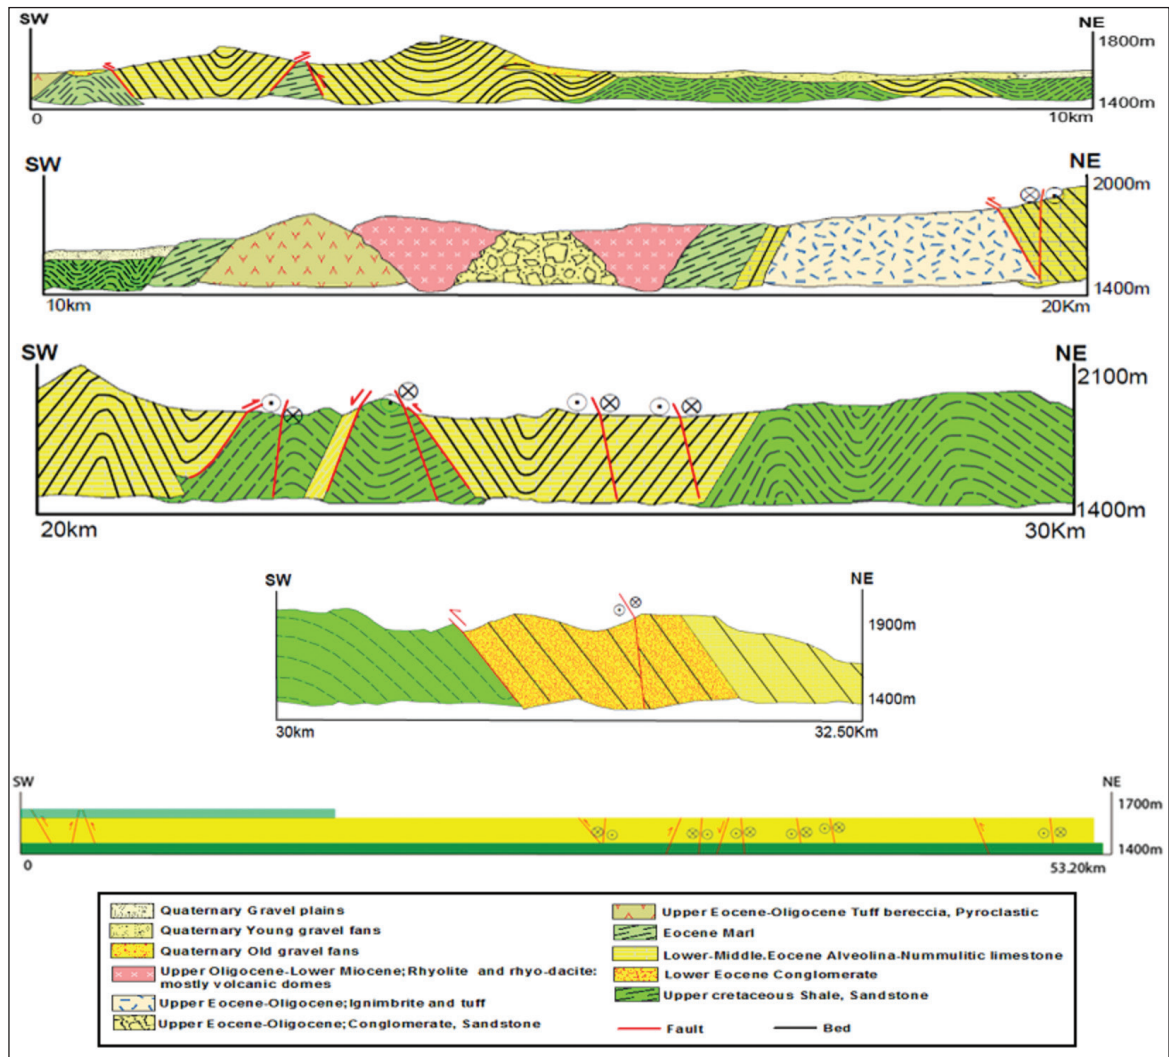 SW
NE
1800m
1400m
0
10km
SW
NE
2000m
1400m
10km
20Km
SW
NE
2100m
1400m
20km
30Km
SW
NE
1900m
1400m
30km
32.50Km
SW
NE
1700m
1400m
0
53.20km
Quaternary Gravel plains
Quaternary Young gravel fans
Quaternary Old gravel fans
Upper Oligocene-Lower Miocene;Rhyolite and rhyo-dacite:
mostly volcanic domes
Upper Eocene-Oligocene;Ignimbrite and tuff
Upper Eocene-Oligocene;Conglomerate, Sandstone
Upper Eocene-Oligocene Tuff bereccia, Pyroclastic
Eocene Marl
Lower-Middle.Eocene Alveolina-Nummulitic limestone
Lower Eocene Conglomerate
Upper cretaceous Shale, Sandstone
Fault
Bed